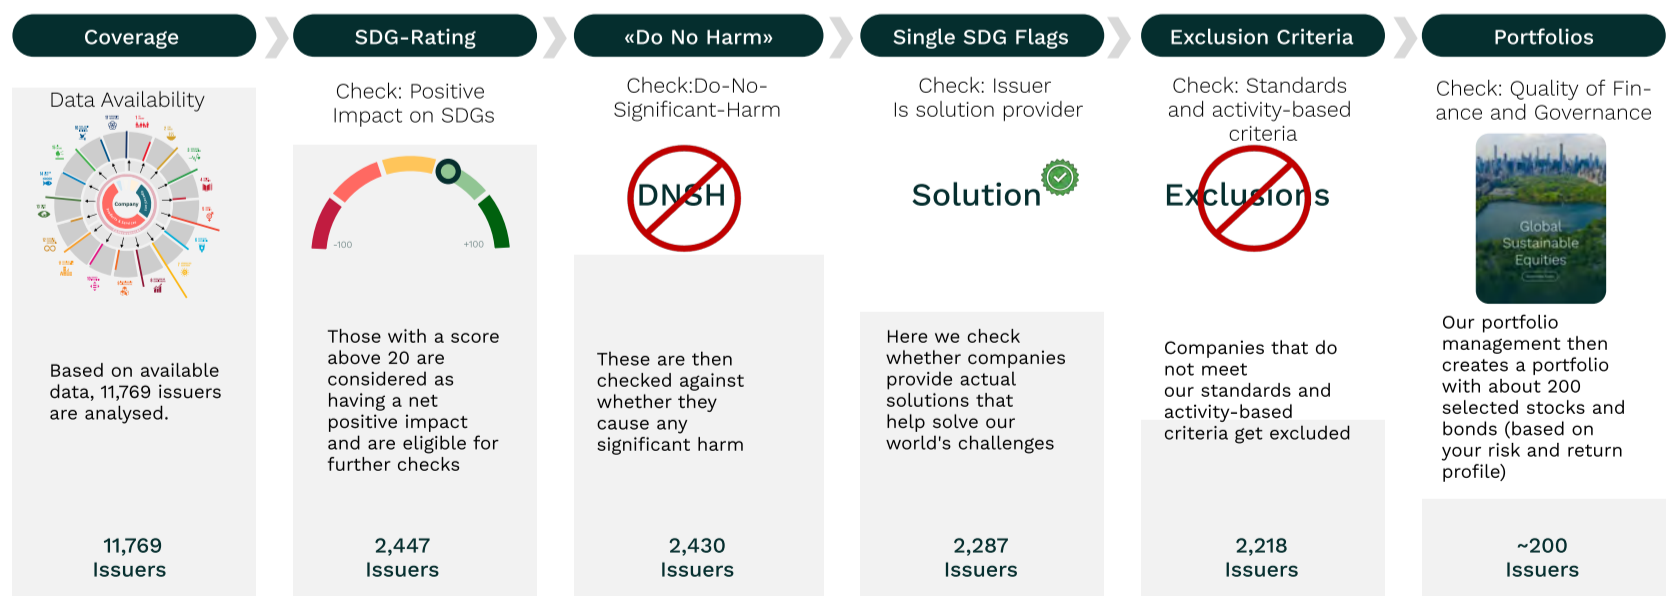 Coverage
Data Availability
Company
Based on available
data, 11,769 issuers
are analysed.
11,769
Issuers
SDG-Rating
Check: Positive
Impact on SDGs
-100
+100
Those with a score
above 20 are
considered as
having a net
positive impact
and are eligible for
further checks
2,447
Issuers
«Do No Harm»
Check:Do-No-
Significant-Harm
DNSH
These are then
checked against
whether they
cause any
significant harm
2,430
Issuers
Single SDG Flags
Check: Issuer
Is solution provider
Solution
Here we check
whether companies
provide actual
solutions that
help solve our
world's challenges
2,287
Issuers
Exclusion Criteria
Check: Standards
and activity-based
criteria
Exclusions
Companies that do
not meet
our standards and
activity-based
criteria get excluded
2,218
Issuers
Portfolios
Check: Quality of Fin-
ance and Governance
Global
Sustainable
Equities
Our portfolio
management then
creates a portfolio
with about 200
selected stocks and
bonds (based on
your risk and return
profile)
~200
Issuers